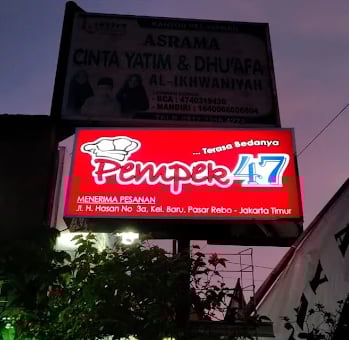 ASRAMA
CINTA YATIM & DHU'AFA
AL-IKHWANIYAH
... Terasa Bedanya
Pempek 47
MENERIMA PESANAN
Jl. H. Hasan No 3a, Kel. Baru, Pasar Rebo - Jakarta Timur